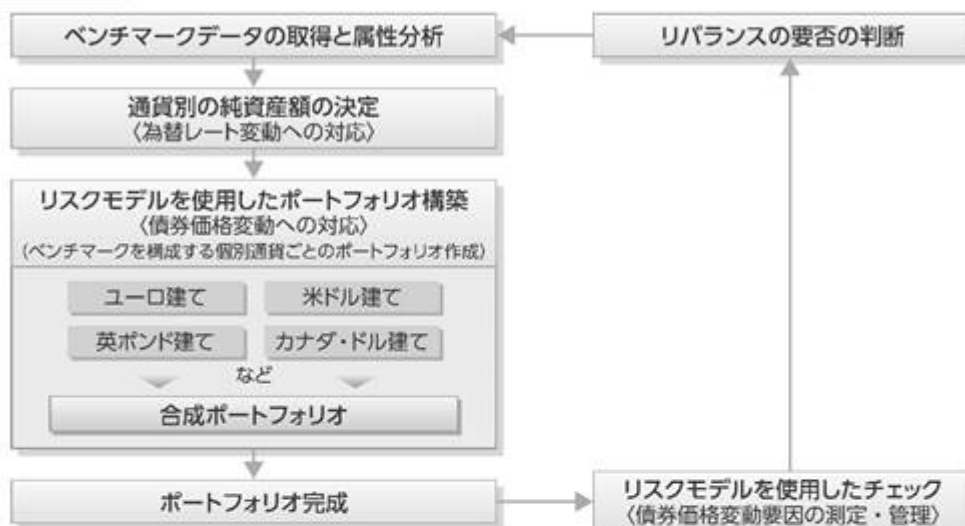 ベンチマークデータの取得と属性分析
リバランスの要否の判断
通貨別の純資産額の決定
〈為替レート変動への対応〉
リスクモデルを使用したポートフォリオ構築
〈債券価格変動への対応〉
(ベンチマークを構成する個別通貨ごとのポートフォリオ作成)
ユーロ建て
米ドル建て
英ポンド建て
カナダ・ドル建て
など
合成ポートフォリオ
ポートフォリオ完成
リスクモデルを使用したチェック
〈債券価格変動要因の測定・管理〉